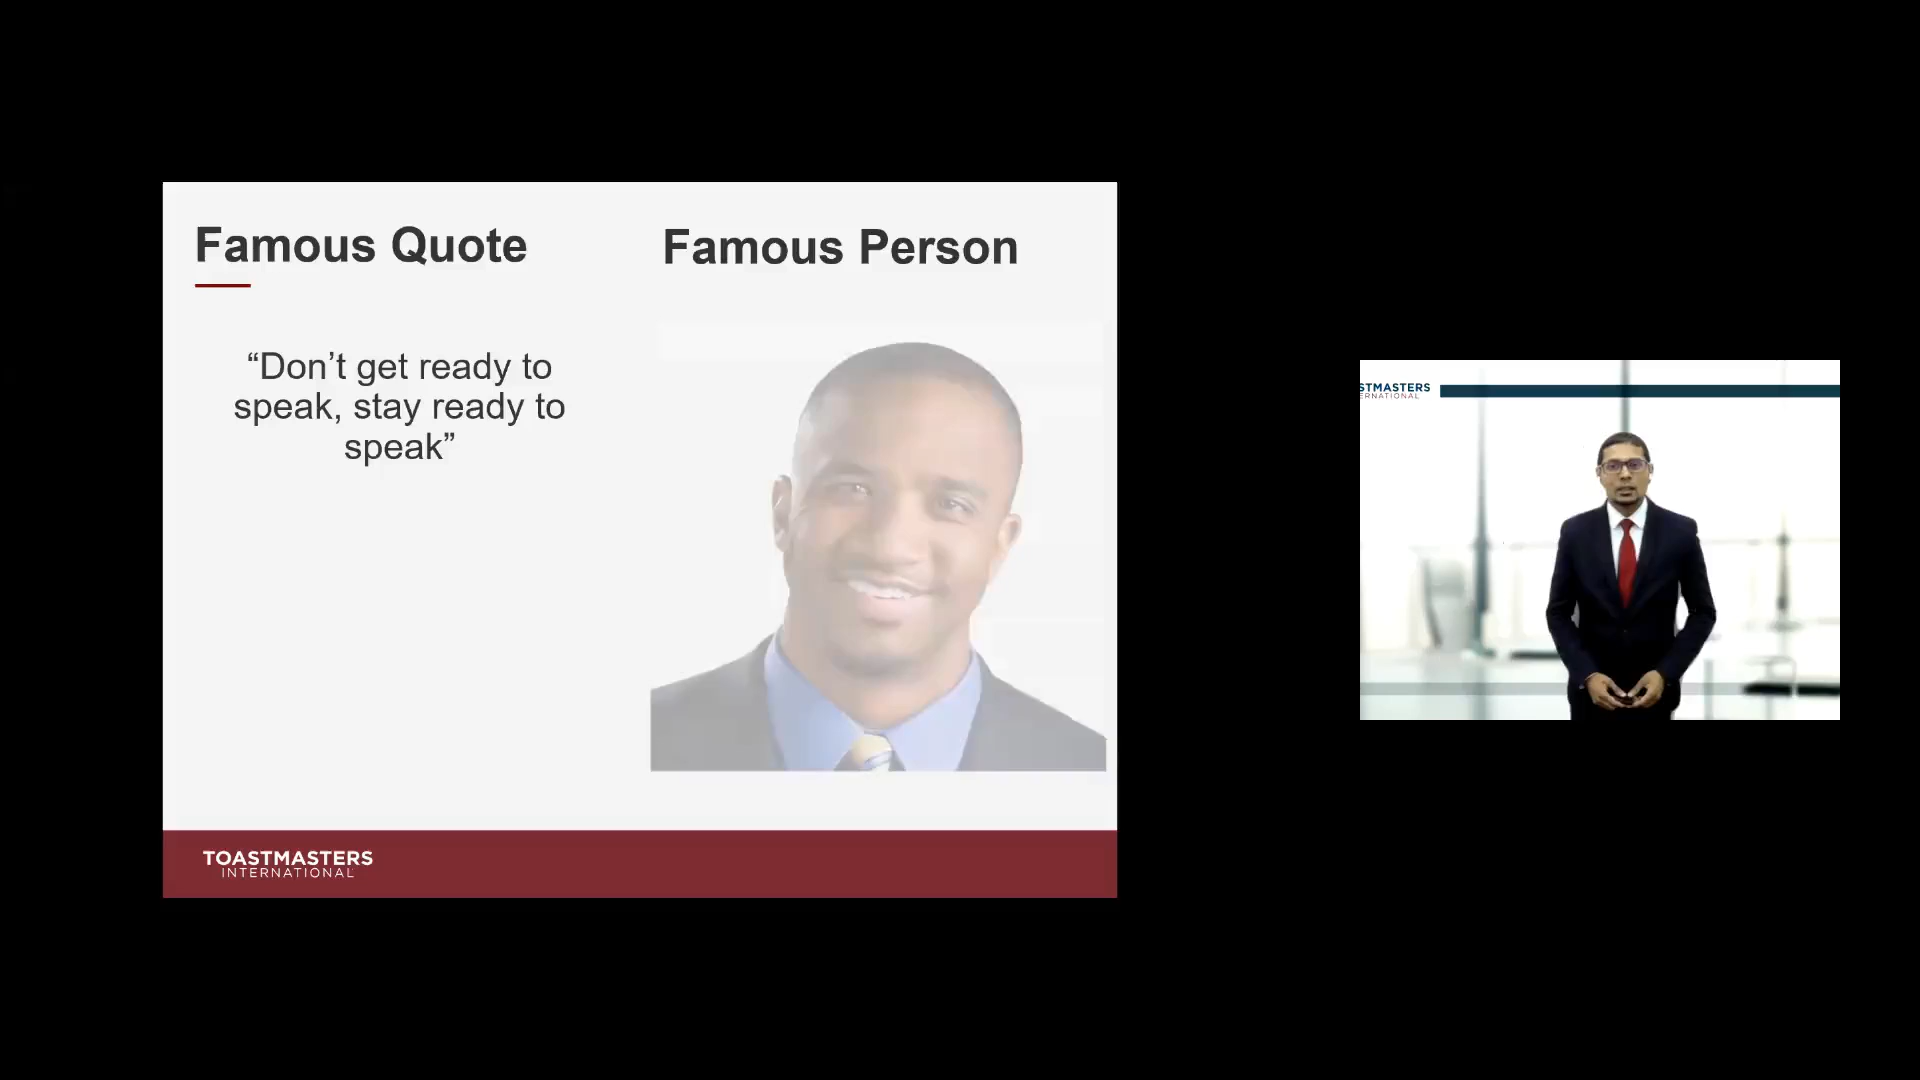 Famous Quote
Famous Person
“Don’t get ready to
speak, stay ready to
speak”
TOASTMASTERS
INTERNATIONAL
STMASTERS
ERNATIONAL